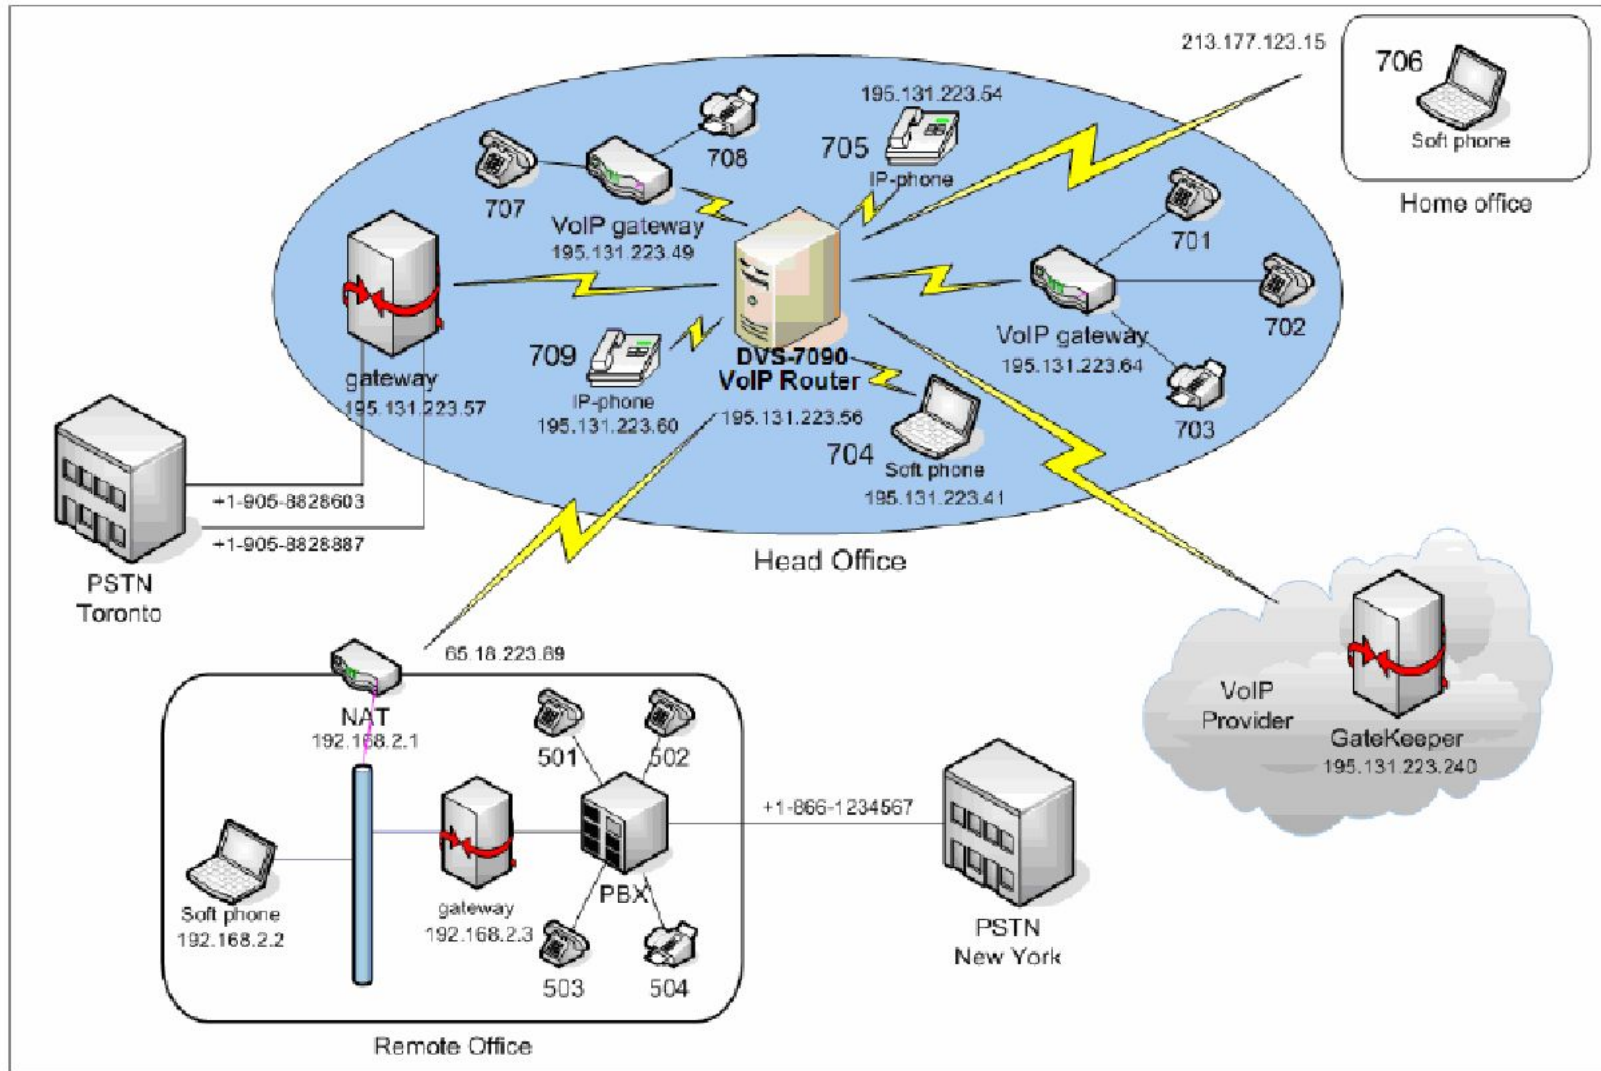 213.177.123.15
706
Soft phone
Home office
195.131.223.54
705
IP-phone
708
707
VoIP gateway
195.131.223.49
701
702
VoIP gateway
195.131.223.64
703
gateway
195.131.223.57
709
IP-phone
195.131.223.60
DVS-7090
VoIP Router
195.131.223.56
704
Soft phone
195.131.223.41
Head Office
+1-905-8828603
+1-905-8828887
PSTN
Toronto
65.18.223.89
NAT
192.168.2.1
501
502
PBX
503
504
gateway
192.168.2.3
Soft phone
192.168.2.2
Remote Office
+1-866-1234567
PSTN
New York
VoIP
Provider
GateKeeper
195.131.223.240